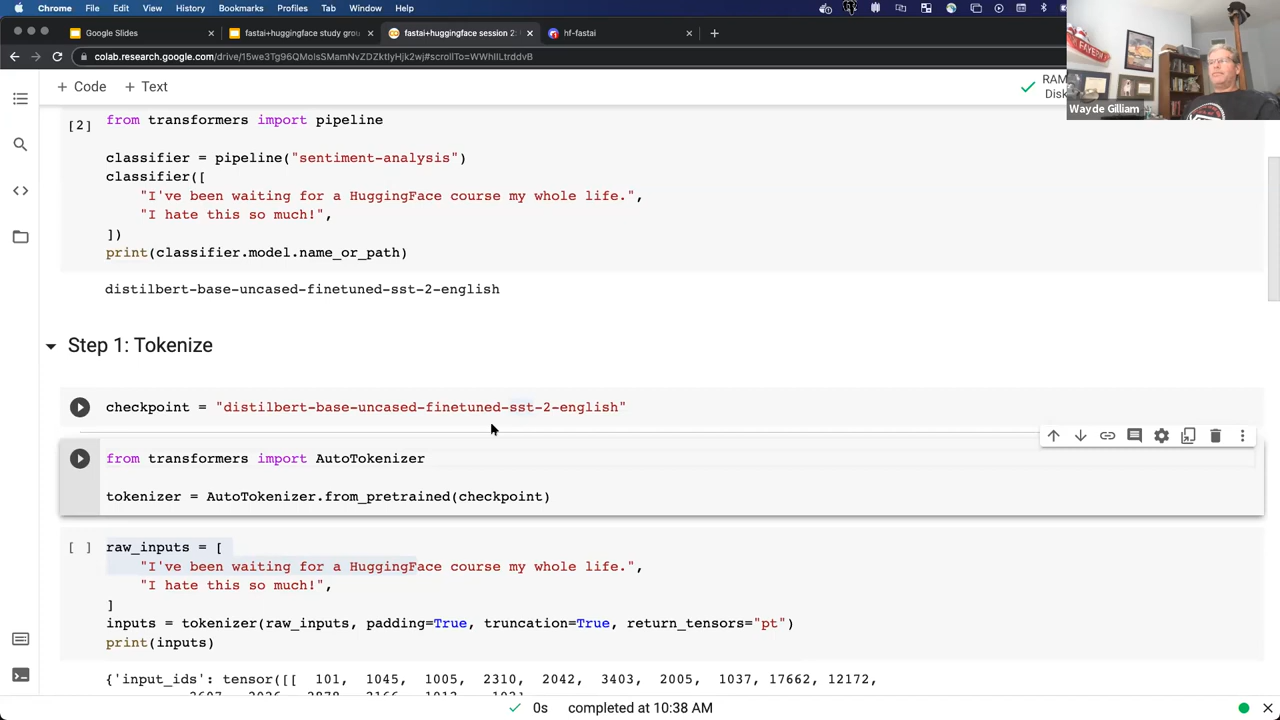 Chrome File Edit View History Bookmarks Profiles Tab Window Help
Google Slides
fastai+huggingface study grou
fastai+huggingface session 2:
hf-fastai
colab.research.google.com/drive/15we3Tg96QMolsSMamNvZDZktlyHjk2wj#scrollTo=WWhlILtrddvB
+ Code + Text
RAM
Disk
Wayde Gilliam
[2] from transformers import pipeline
classifier = pipeline("sentiment-analysis")
classifier([
"I've been waiting for a HuggingFace course my whole life.",
"I hate this so much!",
])
print(classifier.model.name_or_path)
distilbert-base-uncased-finetuned-sst-2-english
Step 1: Tokenize
checkpoint = "distilbert-base-uncased-finetuned-sst-2-english"
from transformers import AutoTokenizer
tokenizer = AutoTokenizer.from_pretrained(checkpoint)
[ ] raw_inputs = [
"I've been waiting for a HuggingFace course my whole life.",
"I hate this so much!",
]
inputs = tokenizer(raw_inputs, padding=True, truncation=True, return_tensors="pt")
print(inputs)
{'input_ids': tensor([[ 101, 1045, 1005, 2310, 2042, 3403, 2005, 1037, 17662, 12172,
0s completed at 10:38 AM